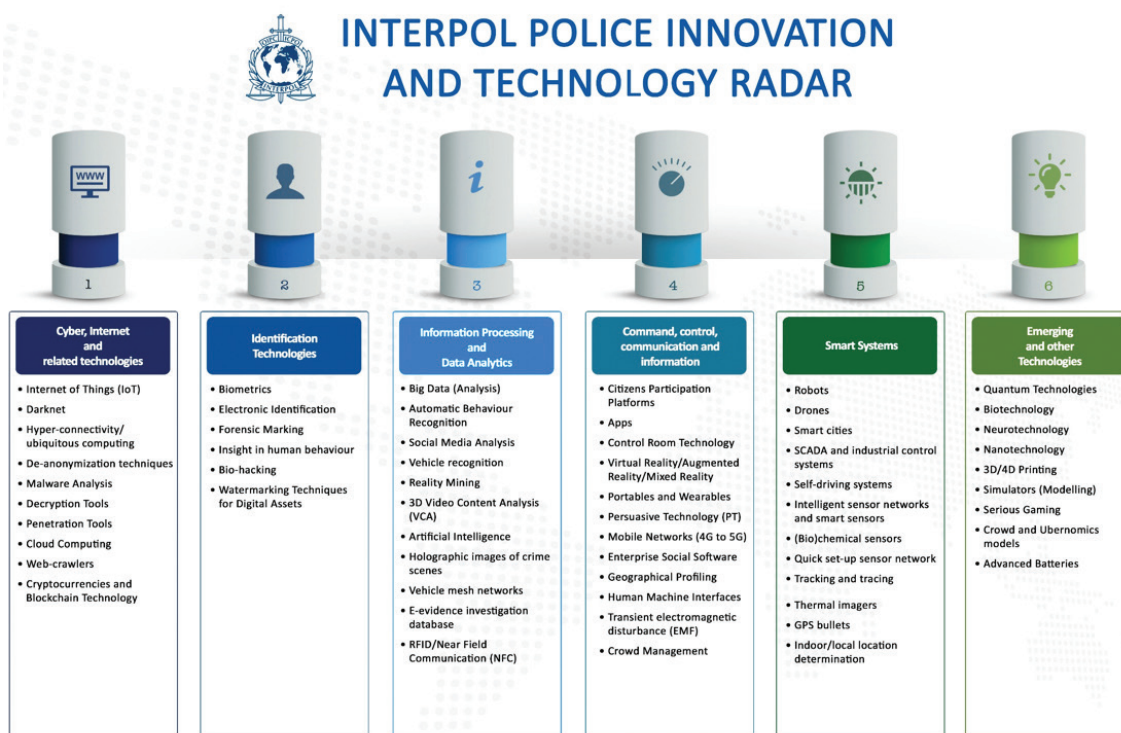 INTERPOL POLICE INNOVATION
AND TECHNOLOGY RADAR
www
1
2
3
4
5
6
Cyber, Internet
and
related technologies
• Internet of Things (IoT)
• Darknet
• Hyper-connectivity/
ubiquitous computing
• De-anonymization techniques
• Malware Analysis
• Decryption Tools
• Penetration Tools
• Cloud Computing
• Web-crawlers
• Cryptocurrencies and
Blockchain Technology
Identification
Technologies
• Biometrics
• Electronic Identification
• Forensic Marking
• Insight in human behaviour
• Bio-hacking
• Watermarking Techniques
for Digital Assets
Information Processing
and
Data Analytics
• Big Data (Analysis)
• Automatic Behaviour
Recognition
• Social Media Analysis
• Vehicle recognition
• Reality Mining
• 3D Video Content Analysis
(VCA)
• Artificial Intelligence
• Holographic images of crime
scenes
• Vehicle mesh networks
• E-evidence investigation
database
• RFID/Near Field
Communication (NFC)
Command, control,
communication and
information
• Citizens Participation
Platforms
• Apps
• Control Room Technology
• Virtual Reality/Augmented
Reality/Mixed Reality
• Portables and Wearables
• Persuasive Technology (PT)
• Mobile Networks (4G to 5G)
• Enterprise Social Software
• Geographical Profiling
• Human Machine Interfaces
• Transient electromagnetic
disturbance (EMF)
• Crowd Management
Smart Systems
• Robots
• Drones
• Smart cities
• SCADA and industrial control
systems
• Self-driving systems
• Intelligent sensor networks
and smart sensors
• (Bio)chemical sensors
• Quick set-up sensor network
• Tracking and tracing
• Thermal imagers
• GPS bullets
• Indoor/local location
determination
Emerging
and other
Technologies
• Quantum Technologies
• Biotechnology
• Neurotechnology
• Nanotechnology
• 3D/4D Printing
• Simulators (Modelling)
• Serious Gaming
• Crowd and Ubernomics
models
• Advanced Batteries